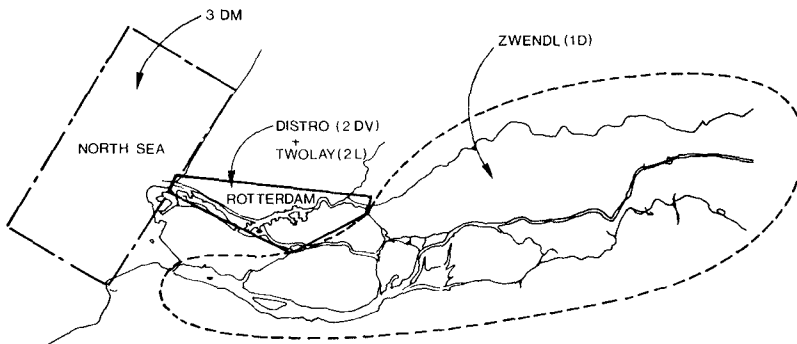 3 DM
ZWENDL (1D)
DISTRO (2 DV)
+
TWOLAY (2 L)
NORTH SEA
ROTTERDAM